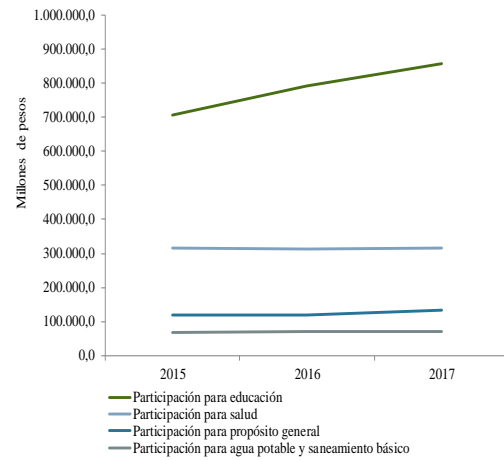 Millones de pesos
1.000.000,0
900.000,0
800.000,0
700.000,0
600.000,0
500.000,0
400.000,0
300.000,0
200.000,0
100.000,0
0,0
2015 2016 2017
Participación para educación
Participación para salud
Participación para propósito general
Participación para agua potable y saneamiento básico